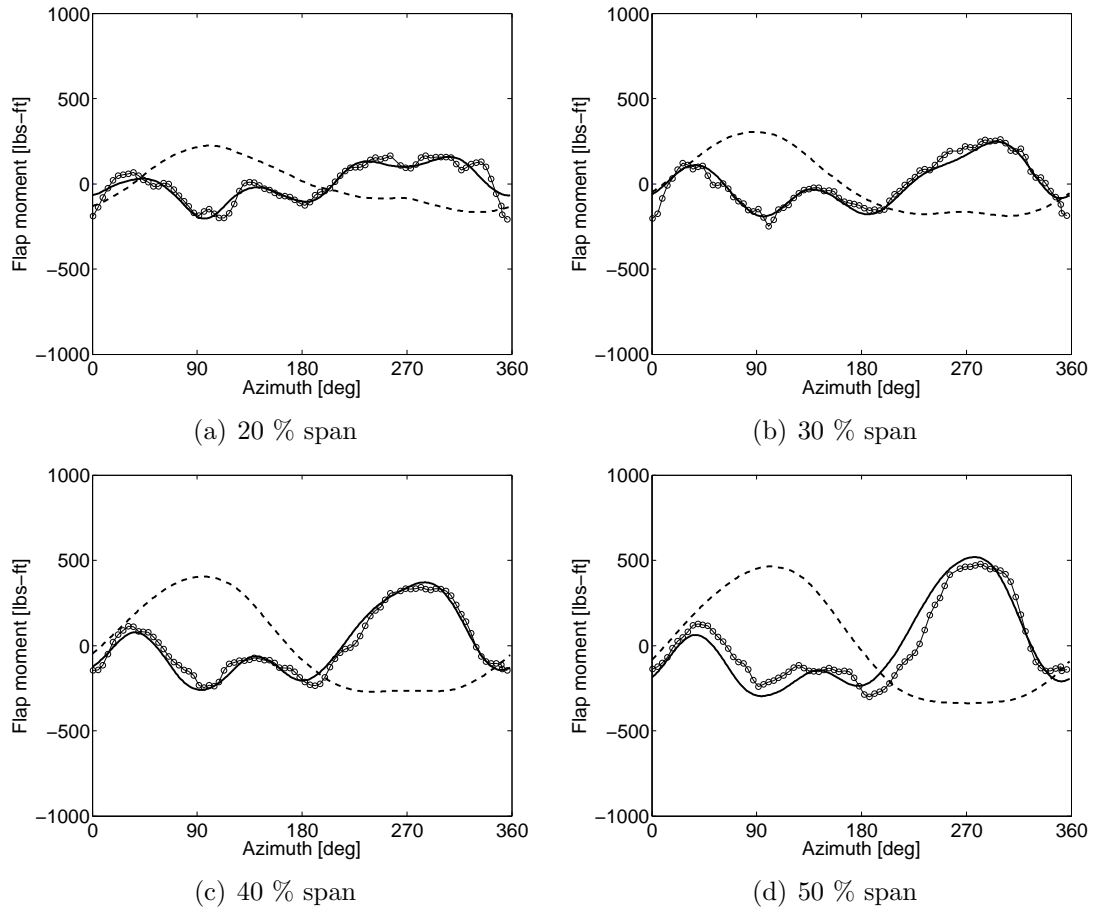 1000
500
0
−500
−1000
Flap moment [lbs−ft]
0 90 180 270 360
Azimuth [deg]
(a) 20 % span
1000
500
0
−500
−1000
Flap moment [lbs−ft]
0 90 180 270 360
Azimuth [deg]
(b) 30 % span
1000
500
0
−500
−1000
Flap moment [lbs−ft]
0 90 180 270 360
Azimuth [deg]
(c) 40 % span
1000
500
0
−500
−1000
Flap moment [lbs−ft]
0 90 180 270 360
Azimuth [deg]
(d) 50 % span